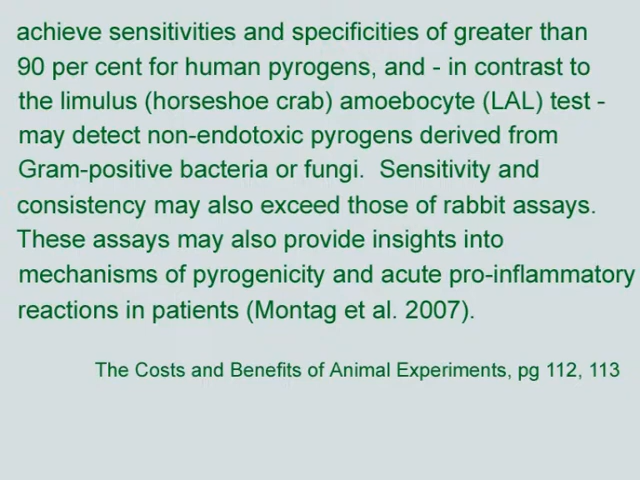 achieve sensitivities and specificities of greater than
90 per cent for human pyrogens, and - in contrast to
the limulus (horseshoe crab) amoebocyte (LAL) test -
may detect non-endotoxic pyrogens derived from
Gram-positive bacteria or fungi.  Sensitivity and
consistency may also exceed those of rabbit assays.
These assays may also provide insights into
mechanisms of pyrogenicity and acute pro-inflammatory
reactions in patients (Montag et al. 2007).
The Costs and Benefits of Animal Experiments, pg 112, 113